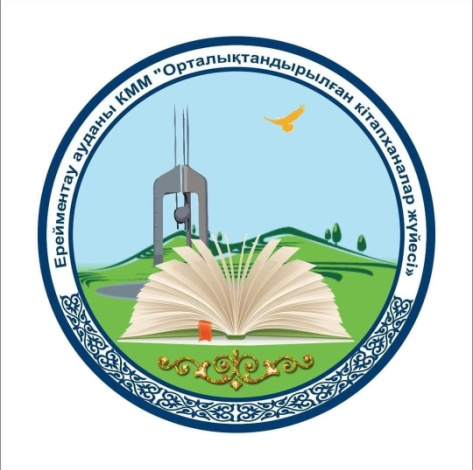 Ерейментау ауданы КММ "Орталықтандырылған кітапханалар жүйесі»